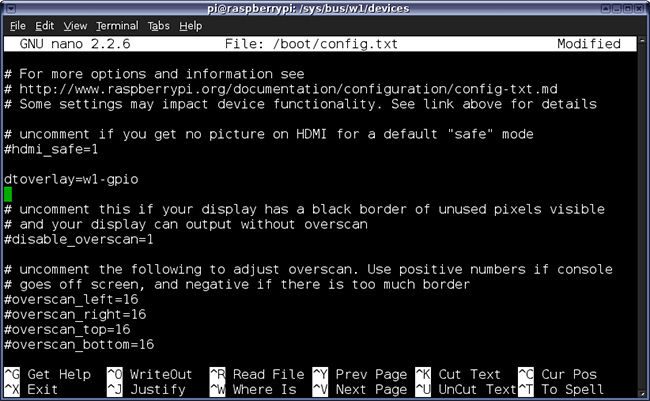 pi@raspberrypi: /sys/bus/w1/devices
File Edit View Terminal Tabs Help
GNU nano 2.2.6 File: /boot/config.txt Modified
# For more options and information see
# http://www.raspberrypi.org/documentation/configuration/config-txt.md
# Some settings may impact device functionality. See link above for details
# uncomment if you get no picture on HDMI for a default "safe" mode
#hdmi_safe=1
dtoverlay=w1-gpio
# uncomment this if your display has a black border of unused pixels visible
# and your display can output without overscan
#disable_overscan=1
# uncomment the following to adjust overscan. Use positive numbers if console
# goes off screen, and negative if there is too much border
#overscan_left=16
#overscan_right=16
#overscan_top=16
#overscan_bottom=16
^G Get Help ^O WriteOut ^R Read File ^Y Prev Page ^K Cut Text ^C Cur Pos
^X Exit ^J Justify ^W Where Is ^V Next Page ^U UnCut Text ^T To Spell